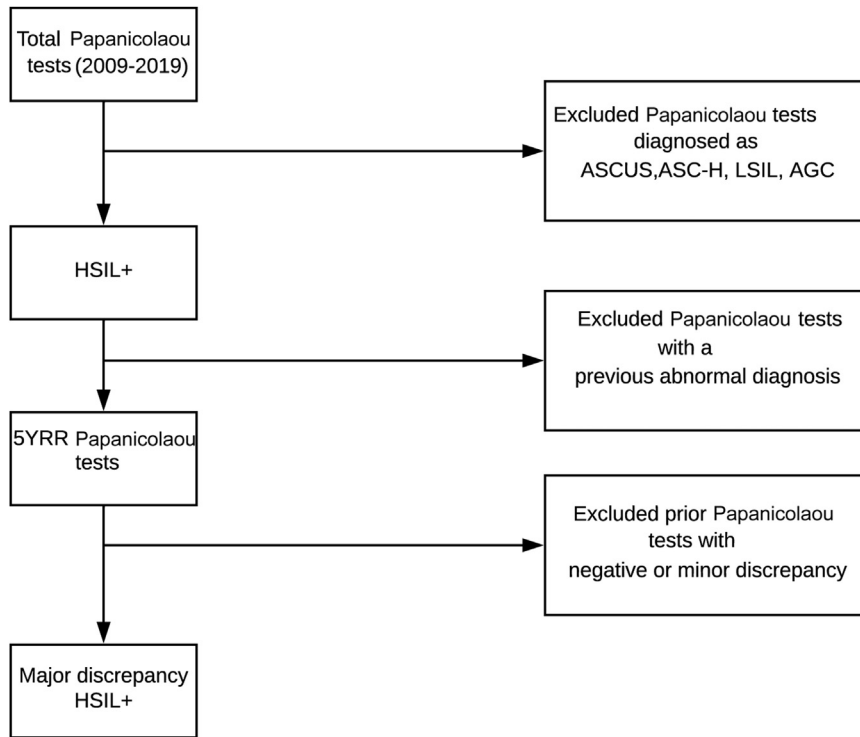 Total Papanicolaou
tests (2009-2019)
Excluded Papanicolaou tests
diagnosed as
ASCUS,ASC-H, LSIL, AGC
HSIL+
Excluded Papanicolaou tests
with a
previous abnormal diagnosis
5YRR Papanicolaou
tests
Excluded prior Papanicolaou
tests with
negative or minor discrepancy
Major discrepancy
HSIL+